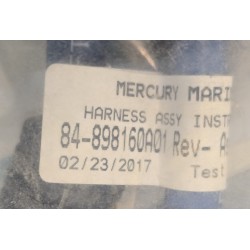 MERCURY MARI
HARNESS ASSY INST
84-898160A01 Rev- A
02/23/2017 Test